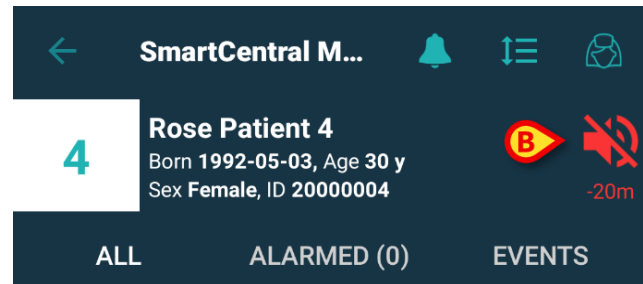 SmartCentral M...
4
Rose Patient 4
Born 1992-05-03, Age 30 y
Sex Female, ID 20000004
B
-20m
ALL ALARMED (0) EVENTS